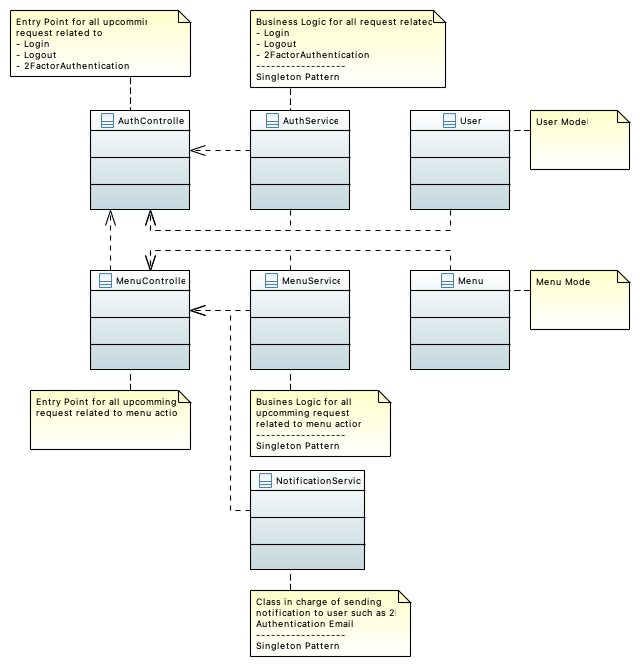 Entry Point for all upcommir
request related to
- Login
- Logout
- 2FactorAuthentication
Business Logic for all request related
- Login
- Logout
- 2FactorAuthentication
------------------
Singleton Pattern
AuthControlle
AuthService
User
User Model
MenuControlle
MenuService
Menu
Menu Mode
Entry Point for all upcomming
request related to menu actio
Busines Logic for all
upcomming request
related to menu actior
------------------
Singleton Pattern
NotificationServic
Class in charge of sending
notification to user such as 2
Authentication Email
------------------
Singleton Pattern